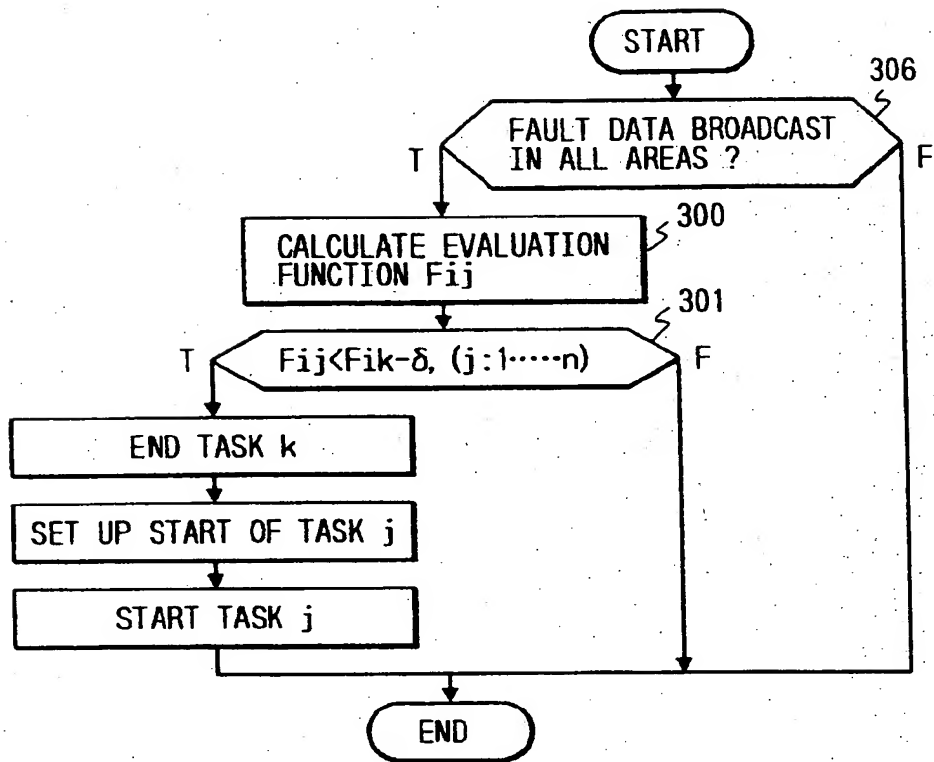 START
306
FAULT DATA BROADCAST
IN ALL AREAS ?
T
F
300
CALCULATE EVALUATION
FUNCTION Fij
301
T
Fij<Fik-δ, (j:1·····n)
F
END TASK k
SET UP START OF TASK j
START TASK j
END